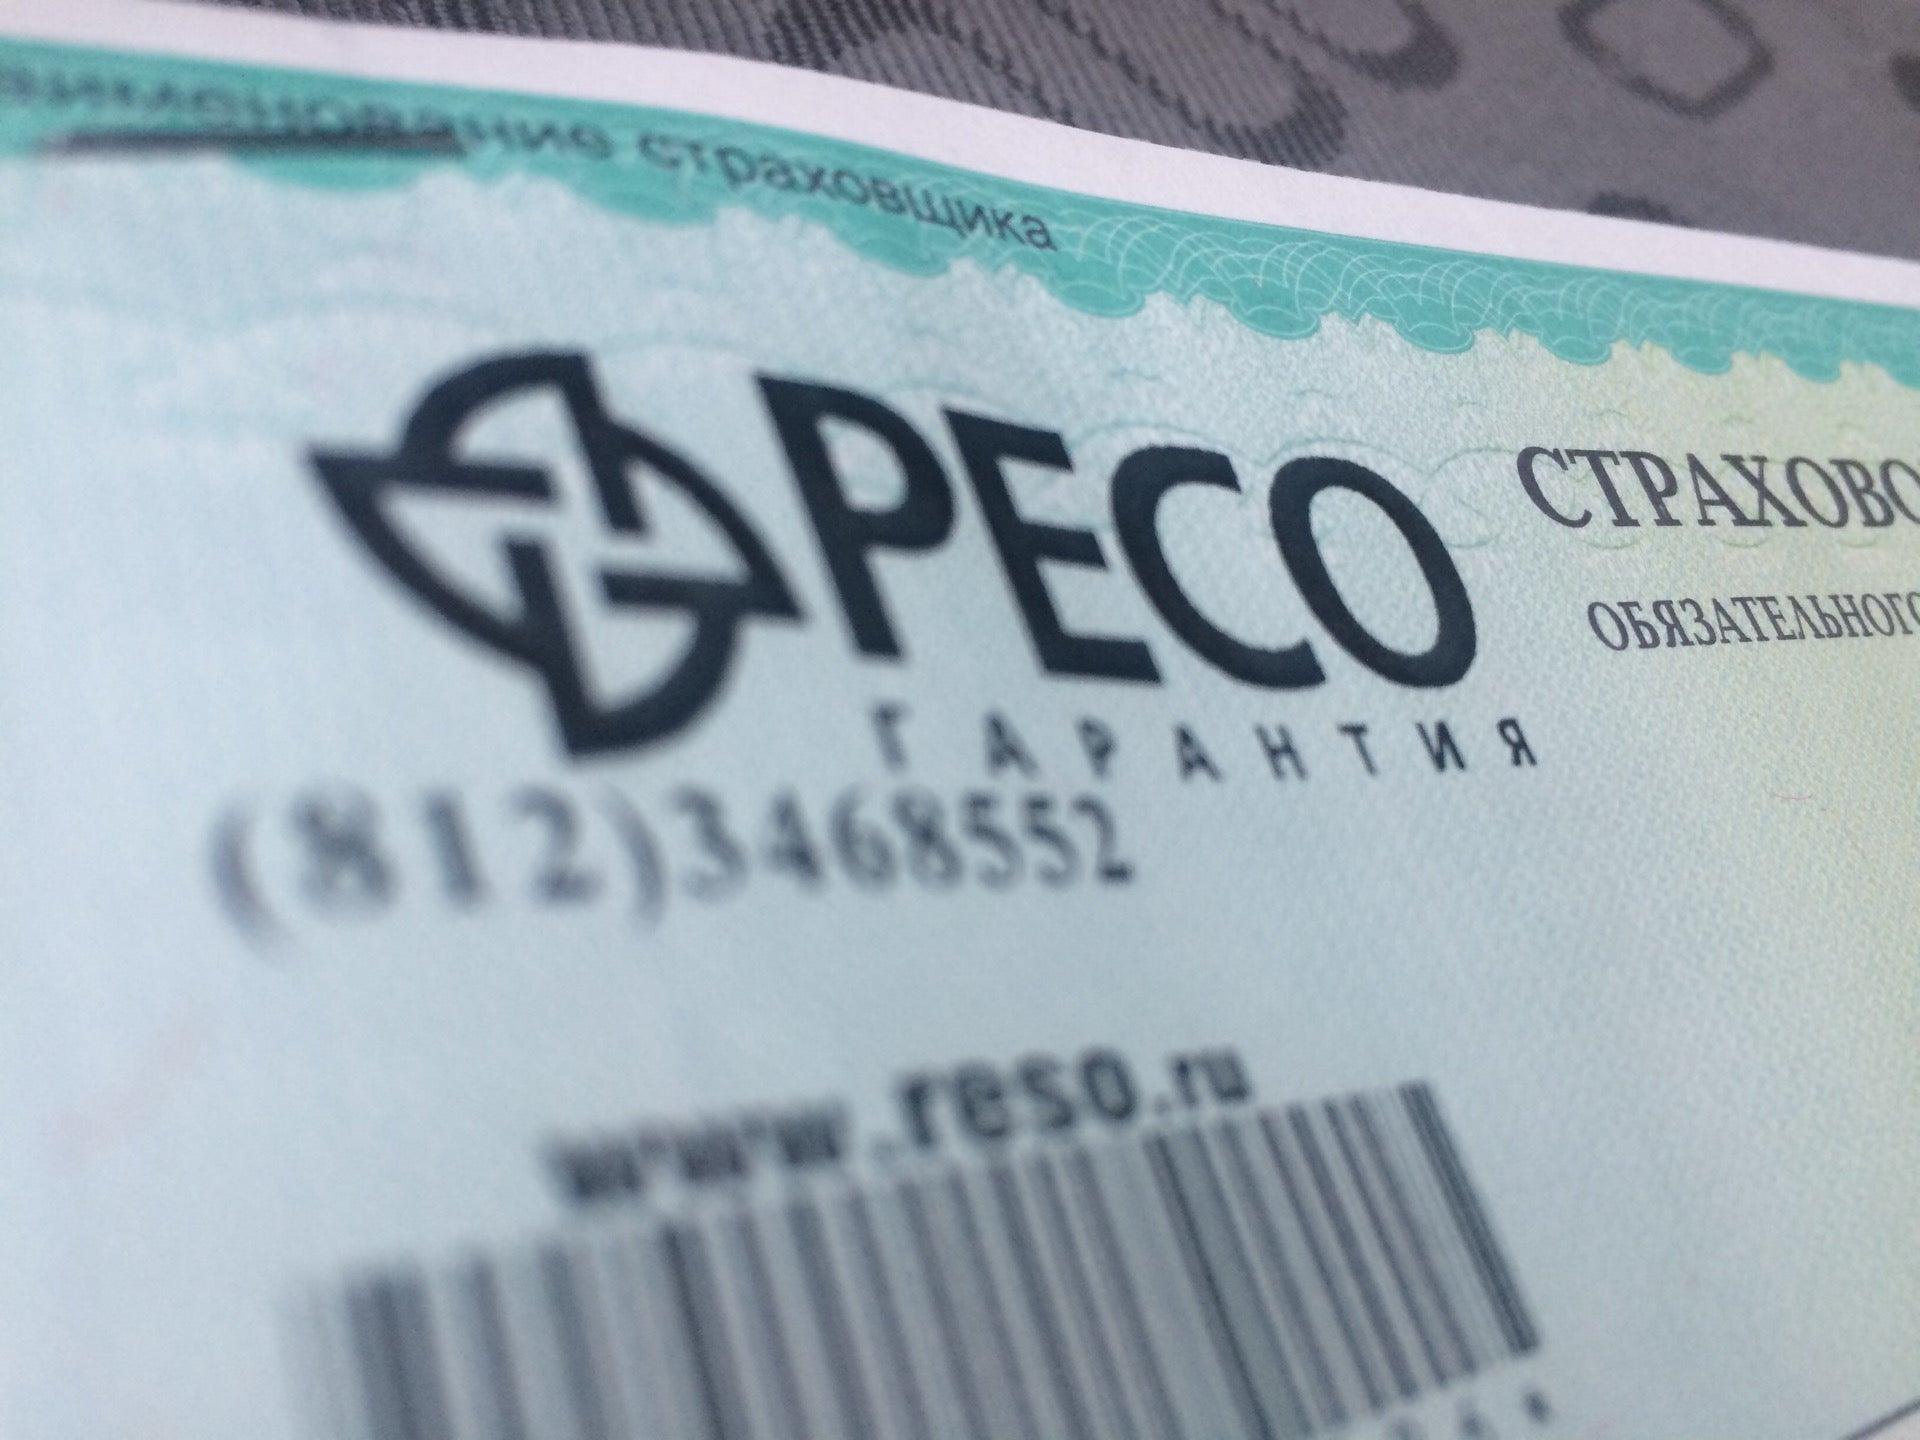 страховщика
РЕСО
ГАРАНТИЯ
СТРАХОВО
ОБЯЗАТЕЛЬНОГО
(812)3468552
www.reso.ru